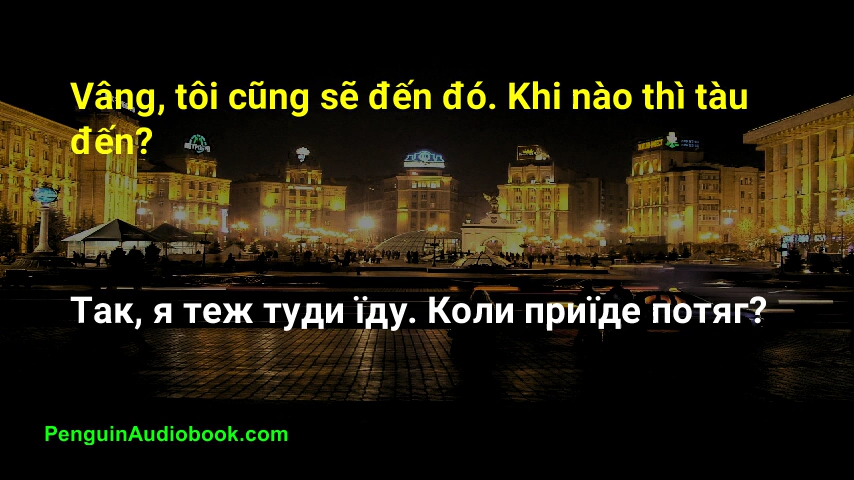 Vâng, tôi cũng sẽ đến đó. Khi nào thì tàu
đến?
Так, я теж туди їду. Коли приїде потяг?
PenguinAudiobook.com